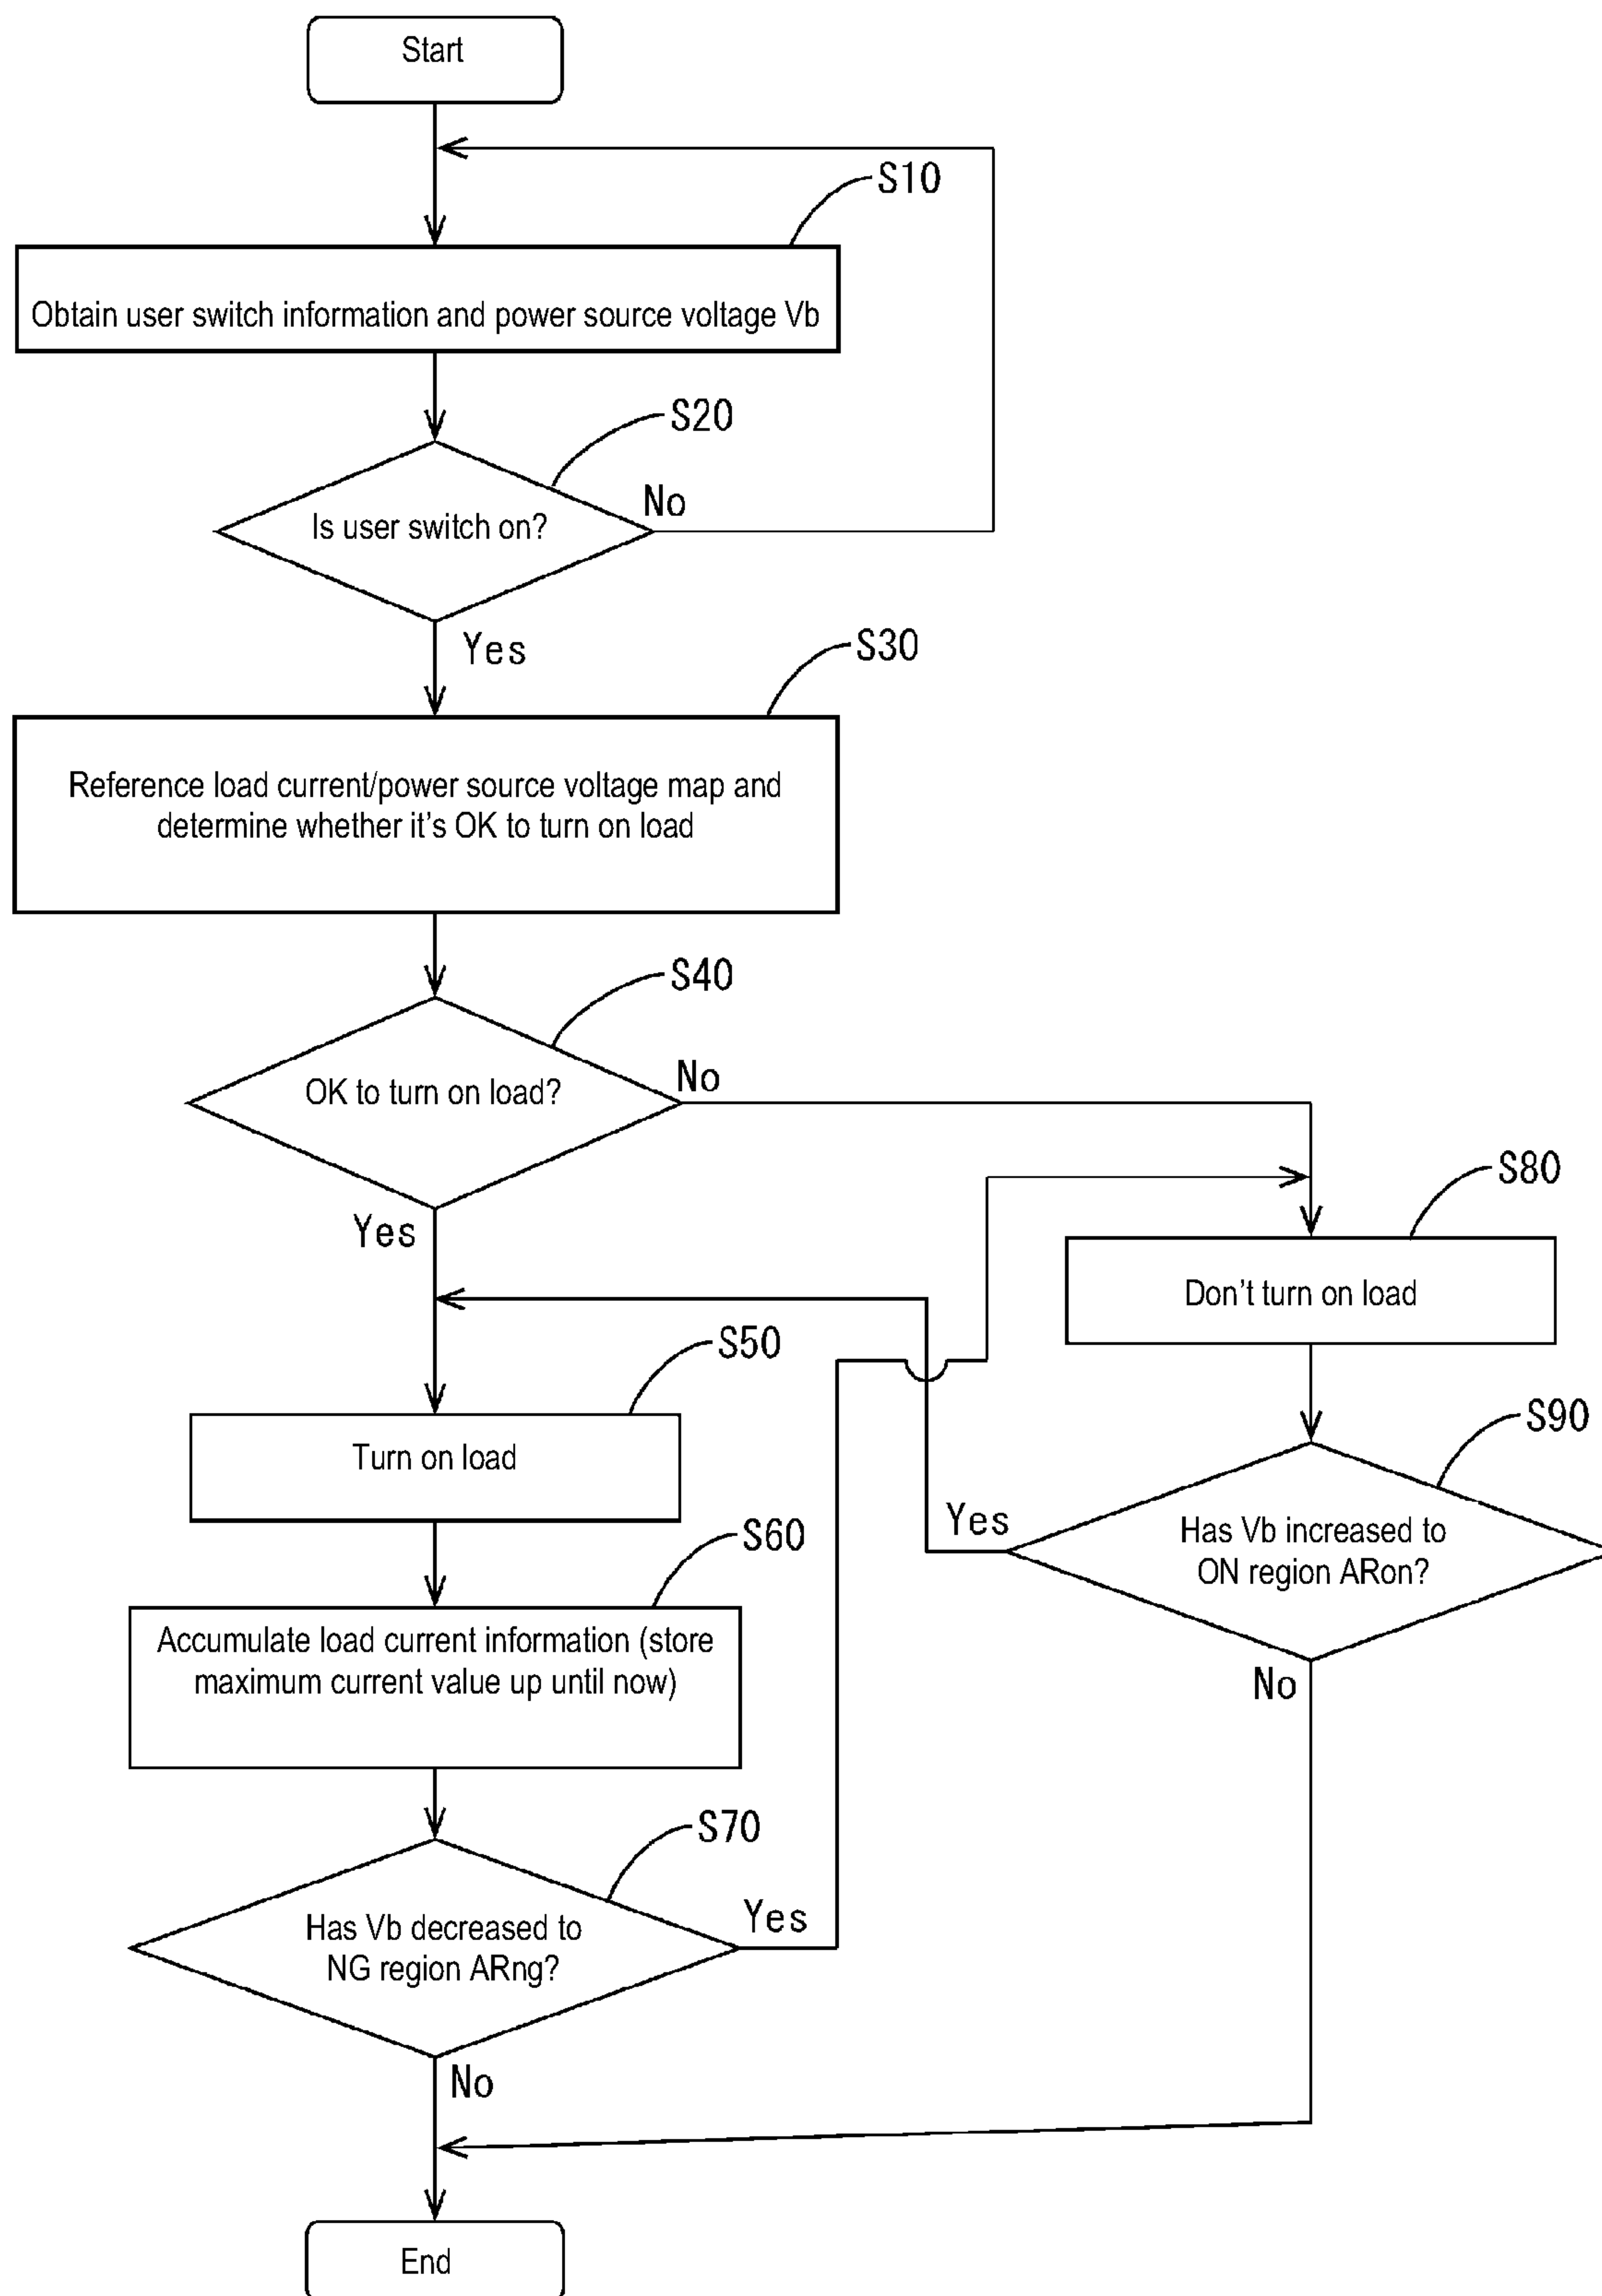 Start
S10
Obtain user switch information and power source voltage Vb
S20
Is user switch on?
No
Yes
S30
Reference load current/power source voltage map and
determine whether it's OK to turn on load
S40
OK to turn on load?
No
Yes
S80
Don't turn on load
S50
Turn on load
S90
Has Vb increased to
ON region ARon?
Yes
No
S60
Accumulate load current information (store
maximum current value up until now)
S70
Has Vb decreased to
NG region ARng?
Yes
No
End